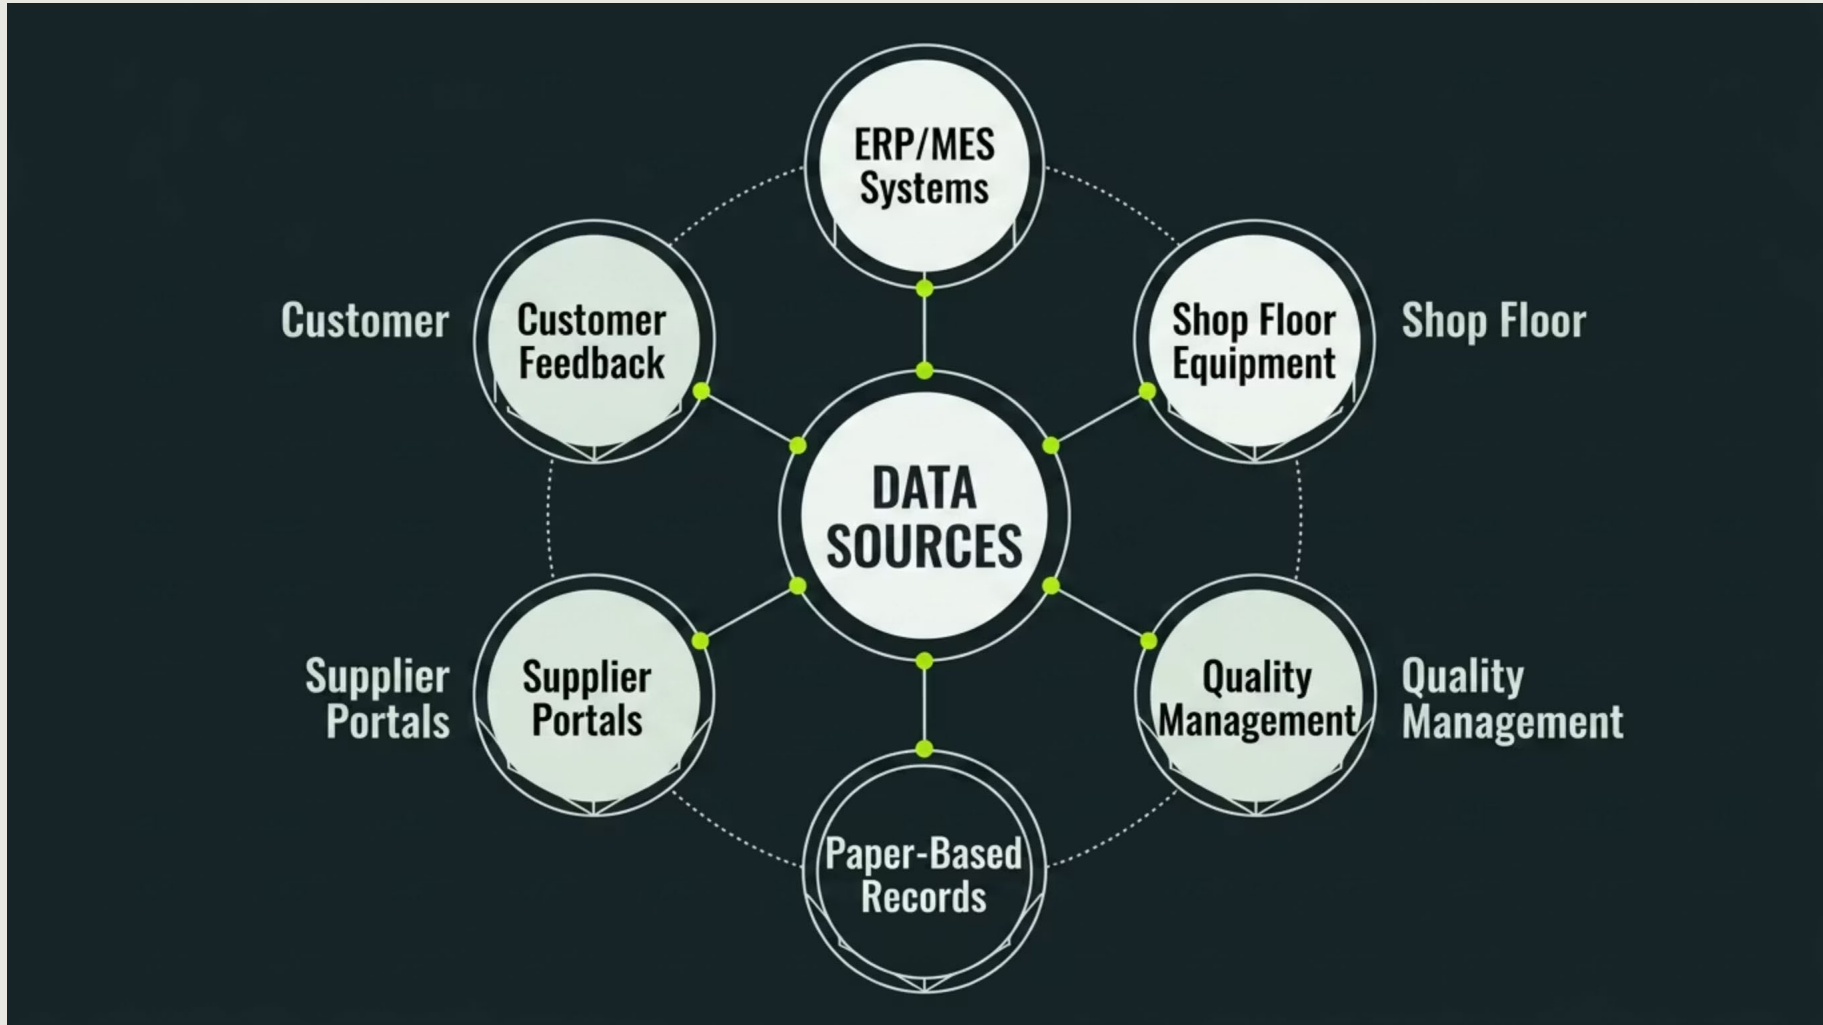 ERP/MES
Systems
Customer
Customer
Feedback
Shop Floor
Equipment
Shop Floor
DATA
SOURCES
Supplier
Portals
Supplier
Portals
Quality
Management
Quality
Management
Paper-Based
Records